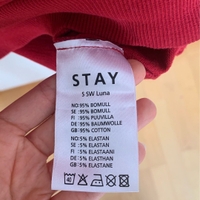 STAY
S SW Luna
NO:95% BOMULL
SE :95% BOMULL
FI :95% PUUVILLA
DE :95% BAUMWOLLE
GB :95% COTTON
NO:5% ELASTAN
SE :5% ELASTAN
FI :5% ELASTAANI
DE :5% ELASTHAN
GB :5% ELASTANE